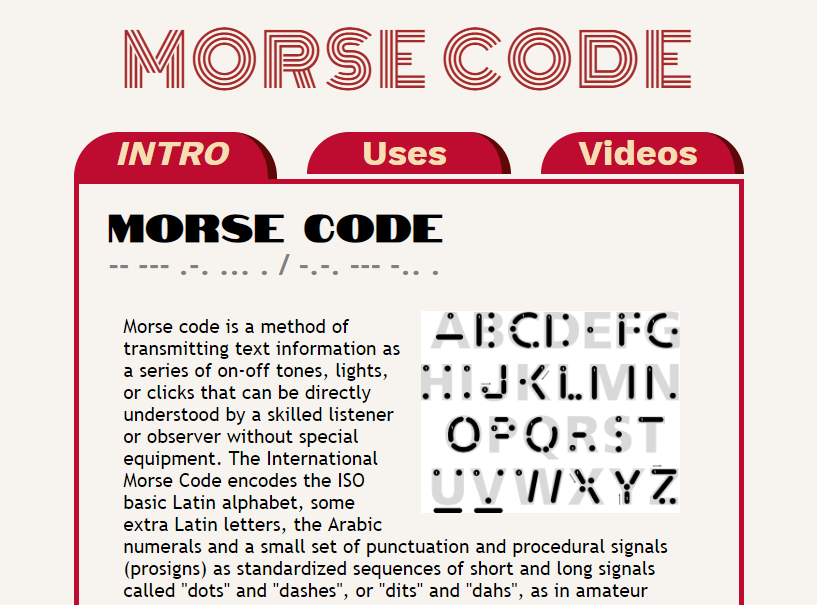 MORSE CODE
INTRO Uses Videos
MORSE CODE
-- --- .-. ... . / -.-. --- -.. .
Morse code is a method of
transmitting text information as
a series of on-off tones, lights,
or clicks that can be directly
understood by a skilled listener
or observer without special
equipment. The International
Morse Code encodes the ISO
basic Latin alphabet, some
extra Latin letters, the Arabic
numerals and a small set of punctuation and procedural signals
(prosigns) as standardized sequences of short and long signals
called "dots" and "dashes", or "dits" and "dahs", as in amateur
ABCDEFG
HIJKLMN
OPQRST
UVWXYZ